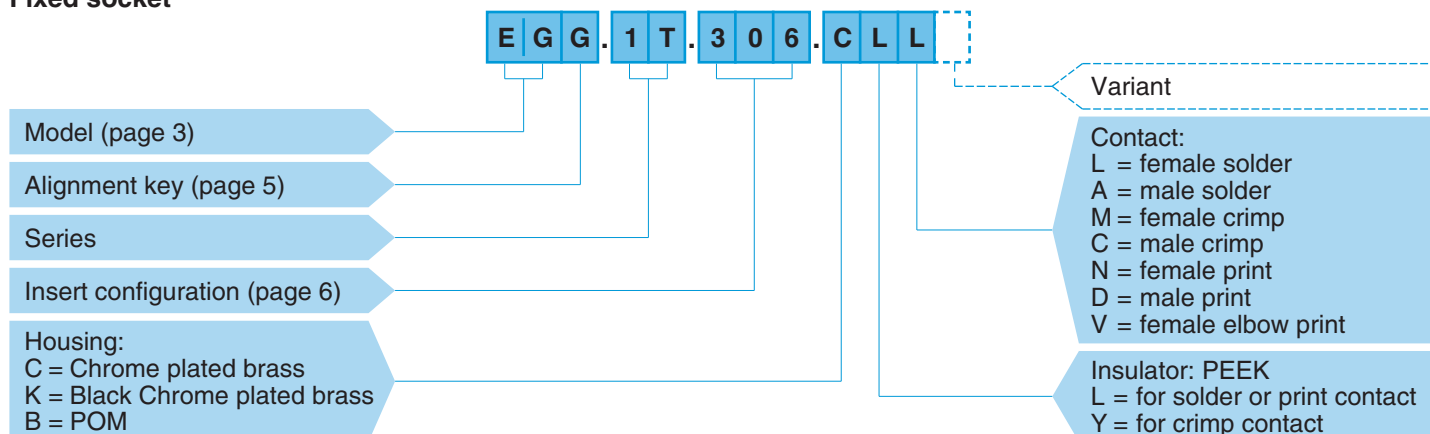 Fixed socket
E G G . 1 T . 3 0 6 . C L L
Model (page 3)
Alignment key (page 5)
Series
Insert configuration (page 6)
Housing:
C = Chrome plated brass
K = Black Chrome plated brass
B = POM
Variant
Contact:
L = female solder
A = male solder
M = female crimp
C = male crimp
N = female print
D = male print
V = female elbow print
Insulator: PEEK
L = for solder or print contact
Y = for crimp contact